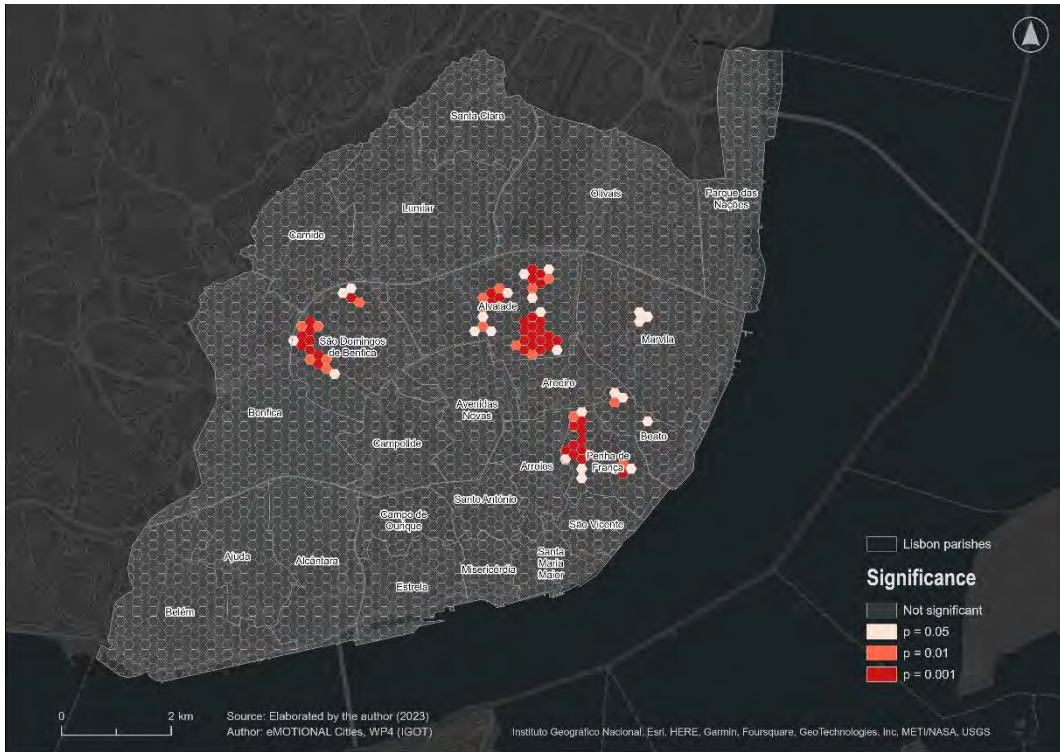 Santa Clara
Lumiar
Olivais
Parque das
Nações
Carnide
Alvalade
São Domingos
de Benfica
Marvila
Areeiro
Benfica
Avenidas
Novas
Campolide
Beato
Penha de
França
Arroios
Santo António
Campo de
Ourique
São Vicente
Ajuda
Alcântara
Santa
Maria
Maior
Misericórdia
Estrela
Belém
Lisbon parishes
Significance
Not significant
p = 0.05
p = 0.01
p = 0.001
0
2 km
Source: Elaborated by the author (2023)
Author: eMOTIONAL Cities, WP4 (IGOT)
Instituto Geográfico Nacional, Esri, HERE, Garmin, Foursquare, GeoTechnologies, Inc, METI/NASA, USGS